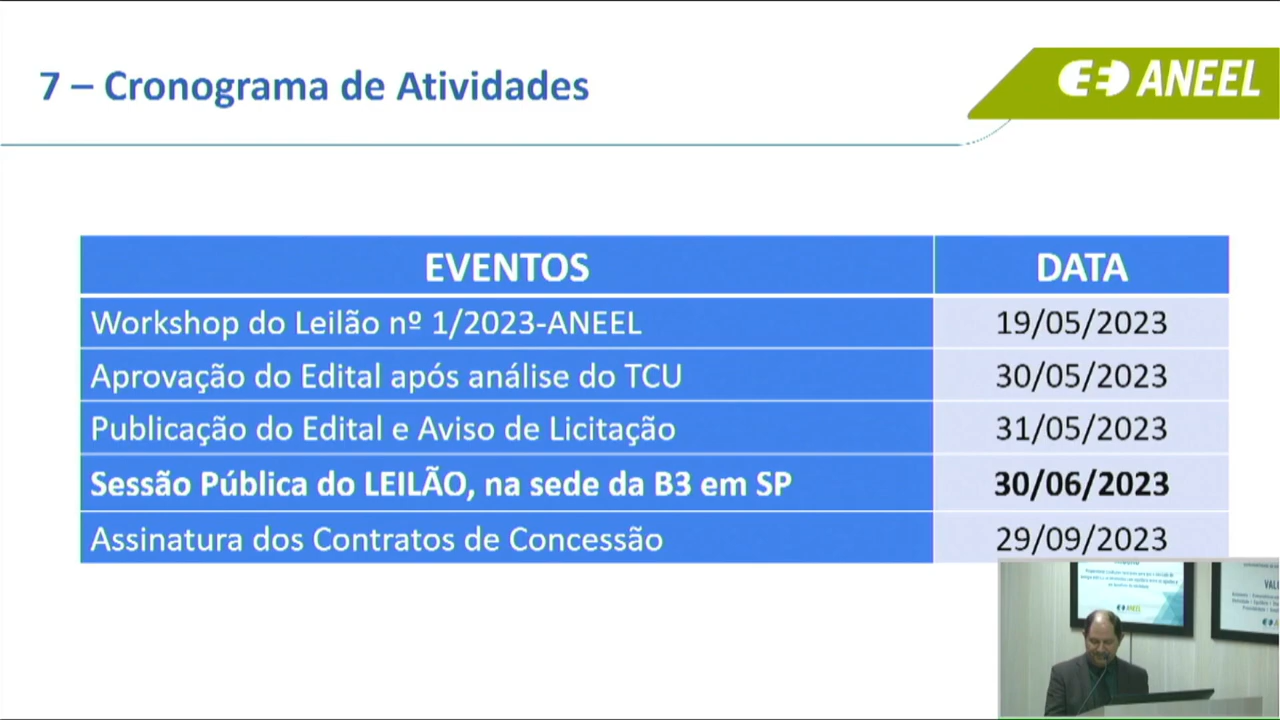 7 – Cronograma de Atividades
ANEEL
EVENTOS DATA
Workshop do Leilão nº 1/2023-ANEEL 19/05/2023
Aprovação do Edital após análise do TCU 30/05/2023
Publicação do Edital e Aviso de Licitação 31/05/2023
Sessão Pública do LEILÃO, na sede da B3 em SP 30/06/2023
Assinatura dos Contratos de Concessão 29/09/2023
ANEEL